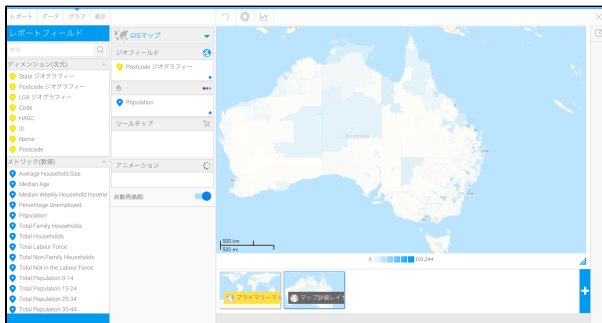 レポート データ グラフ 表示
レポートフィールド
検索
ディメンション(次元)
State ジオグラフィー
Postcode ジオグラフィー
LGA ジオグラフィー
Code
HASC
ID
Name
Postcode
メトリック(数値)
Average Household Size
Median Age
Median Weekly Household Income
Percentage Unemployed
Population
Total Family Households
Total Households
Total Labour Force
Total Non-Family Households
Total Not in the Labour Force
Total Population 0-14
Total Population 15-24
Total Population 25-34
Total Population 35-44
GISマップ
ジオフィールド
Postcode ジオグラフィー
色
Population
ツールチップ
アニメーション
自動再描画
Australia
500 km
500 mi
0 102,244
プライマリーマッ
マップ詳細レイヤ